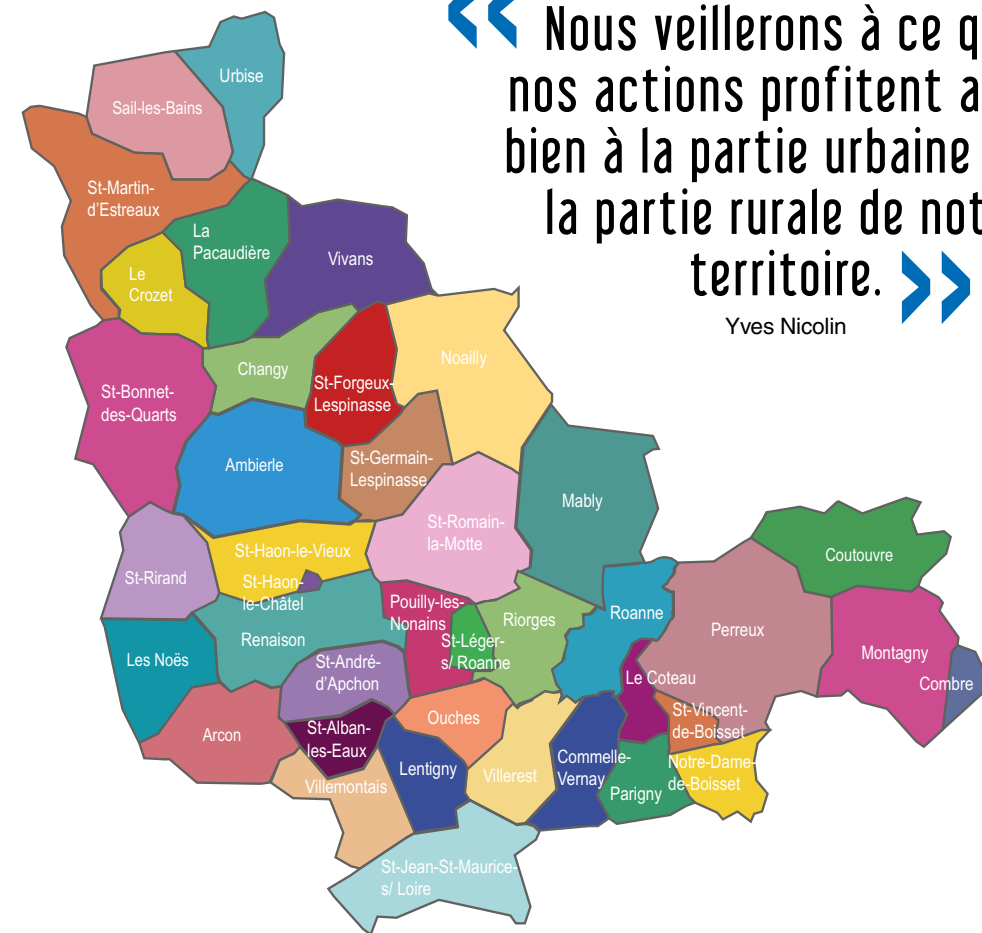 « Nous veillerons à ce q
nos actions profitent a
bien à la partie urbaine
la partie rurale de not
territoire. »
Yves Nicolin
Urbise
Sail-les-Bains
St-Martin-
d'Estreaux
La
Pacaudière
Vivans
Le
Crozet
Noailly
Changy
St-Forgeux-
Lespinasse
St-Bonnet-
des-Quarts
Ambierle
St-Germain-
Lespinasse
Mably
St-Romain-
la-Motte
St-Haon-le-Vieux
Coutouvre
St-Rirand
St-Haon-
le-Châtel
Pouilly-les-
Nonains
Riorges
Roanne
Perreux
Renaison
St-Léger-
s/ Roanne
Montagny
Les Noës
St-André-
d'Apchon
Le Coteau
Combre
Arcon
St-Alban-
les-Eaux
Ouches
St-Vincent-
de-Boisset
Lentigny
Villerest
Commelle-
Vernay
Notre-Dame-
de-Boisset
Villemontais
Parigny
St-Jean-St-Maurice-
s/ Loire